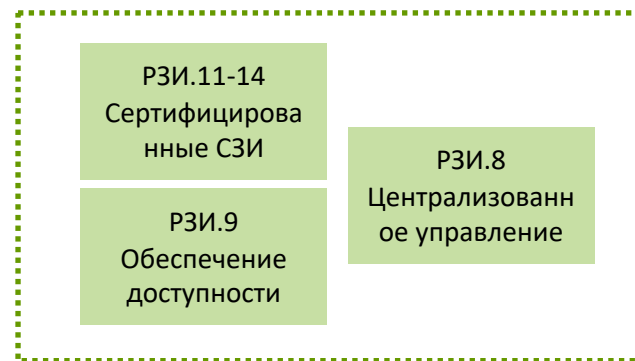 РЗИ.11-14
Сертифицирова
нные СЗИ
РЗИ.9
Обеспечение
доступности
РЗИ.8
Централизованн
ое управление